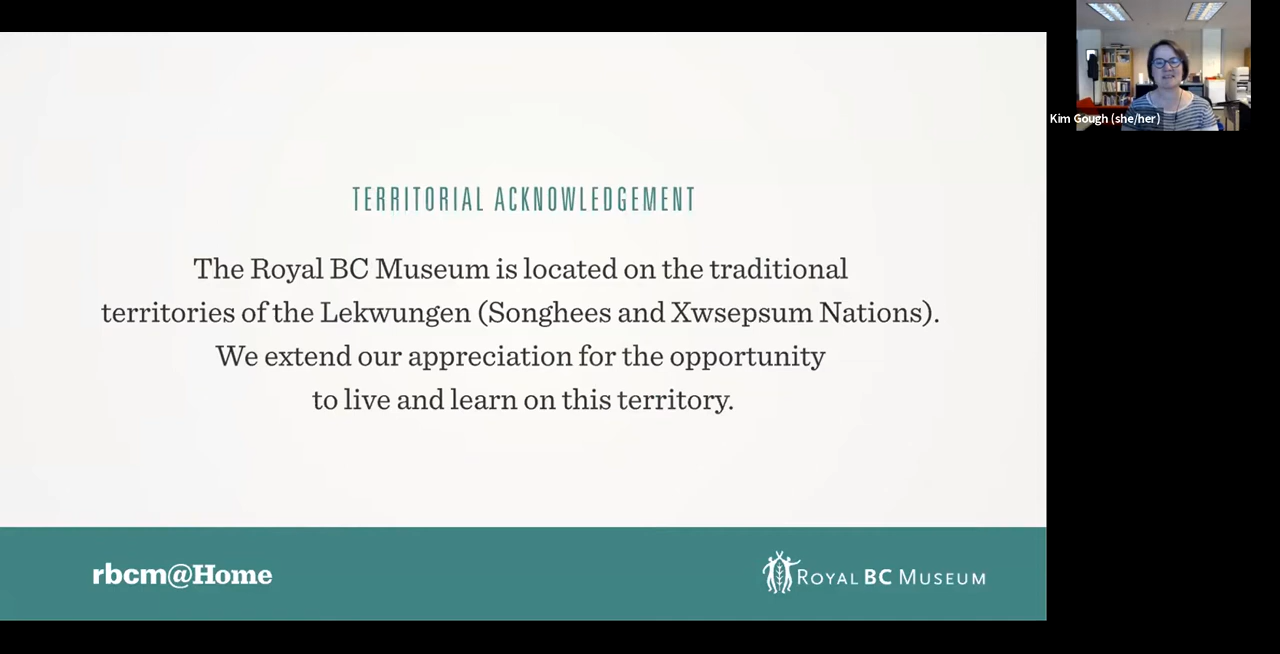 Kim Gough (she/her)
TERRITORIAL ACKNOWLEDGEMENT
The Royal BC Museum is located on the traditional
territories of the Lekwungen (Songhees and Xwsepsum Nations).
We extend our appreciation for the opportunity
to live and learn on this territory.
rbcm@Home
ROYAL BC MUSEUM